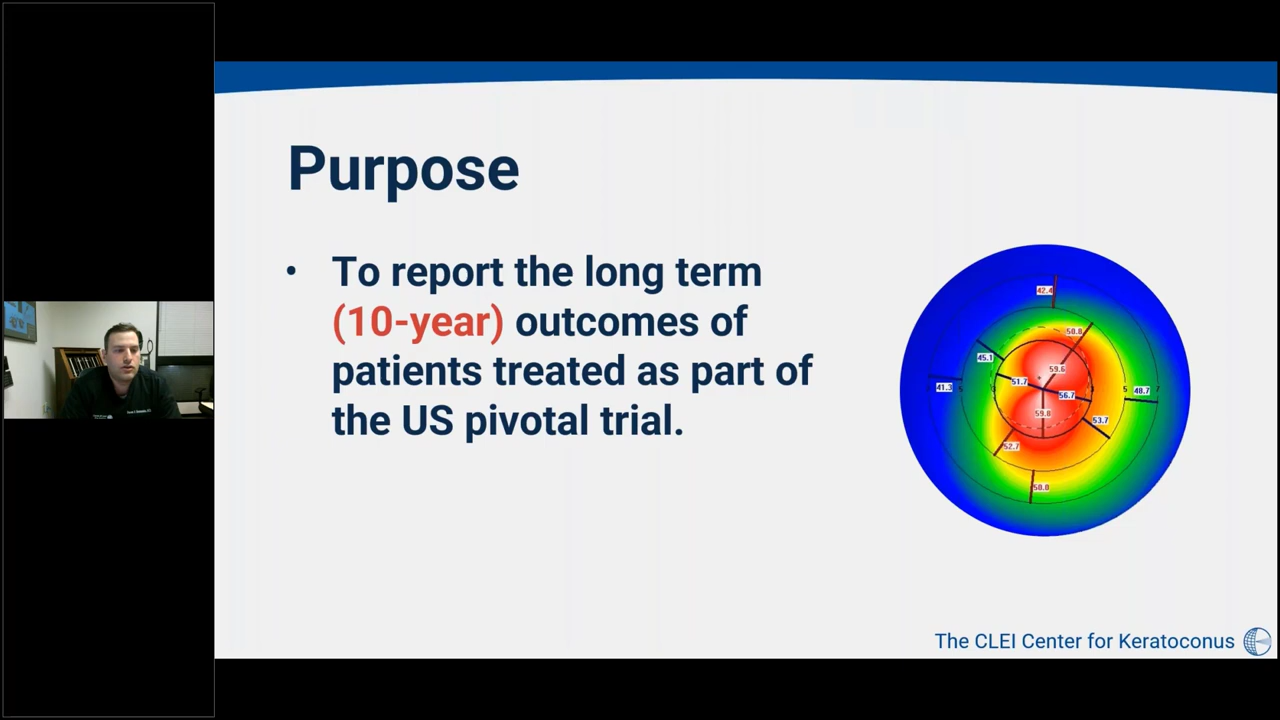 Purpose
• To report the long term
(10-year) outcomes of
patients treated as part of
the US pivotal trial.
42.4
50.8
45.1
59.6
51.7
41.3
56.7
5
48.7
59.8
53.7
52.7
50.0
The CLEI Center for Keratoconus